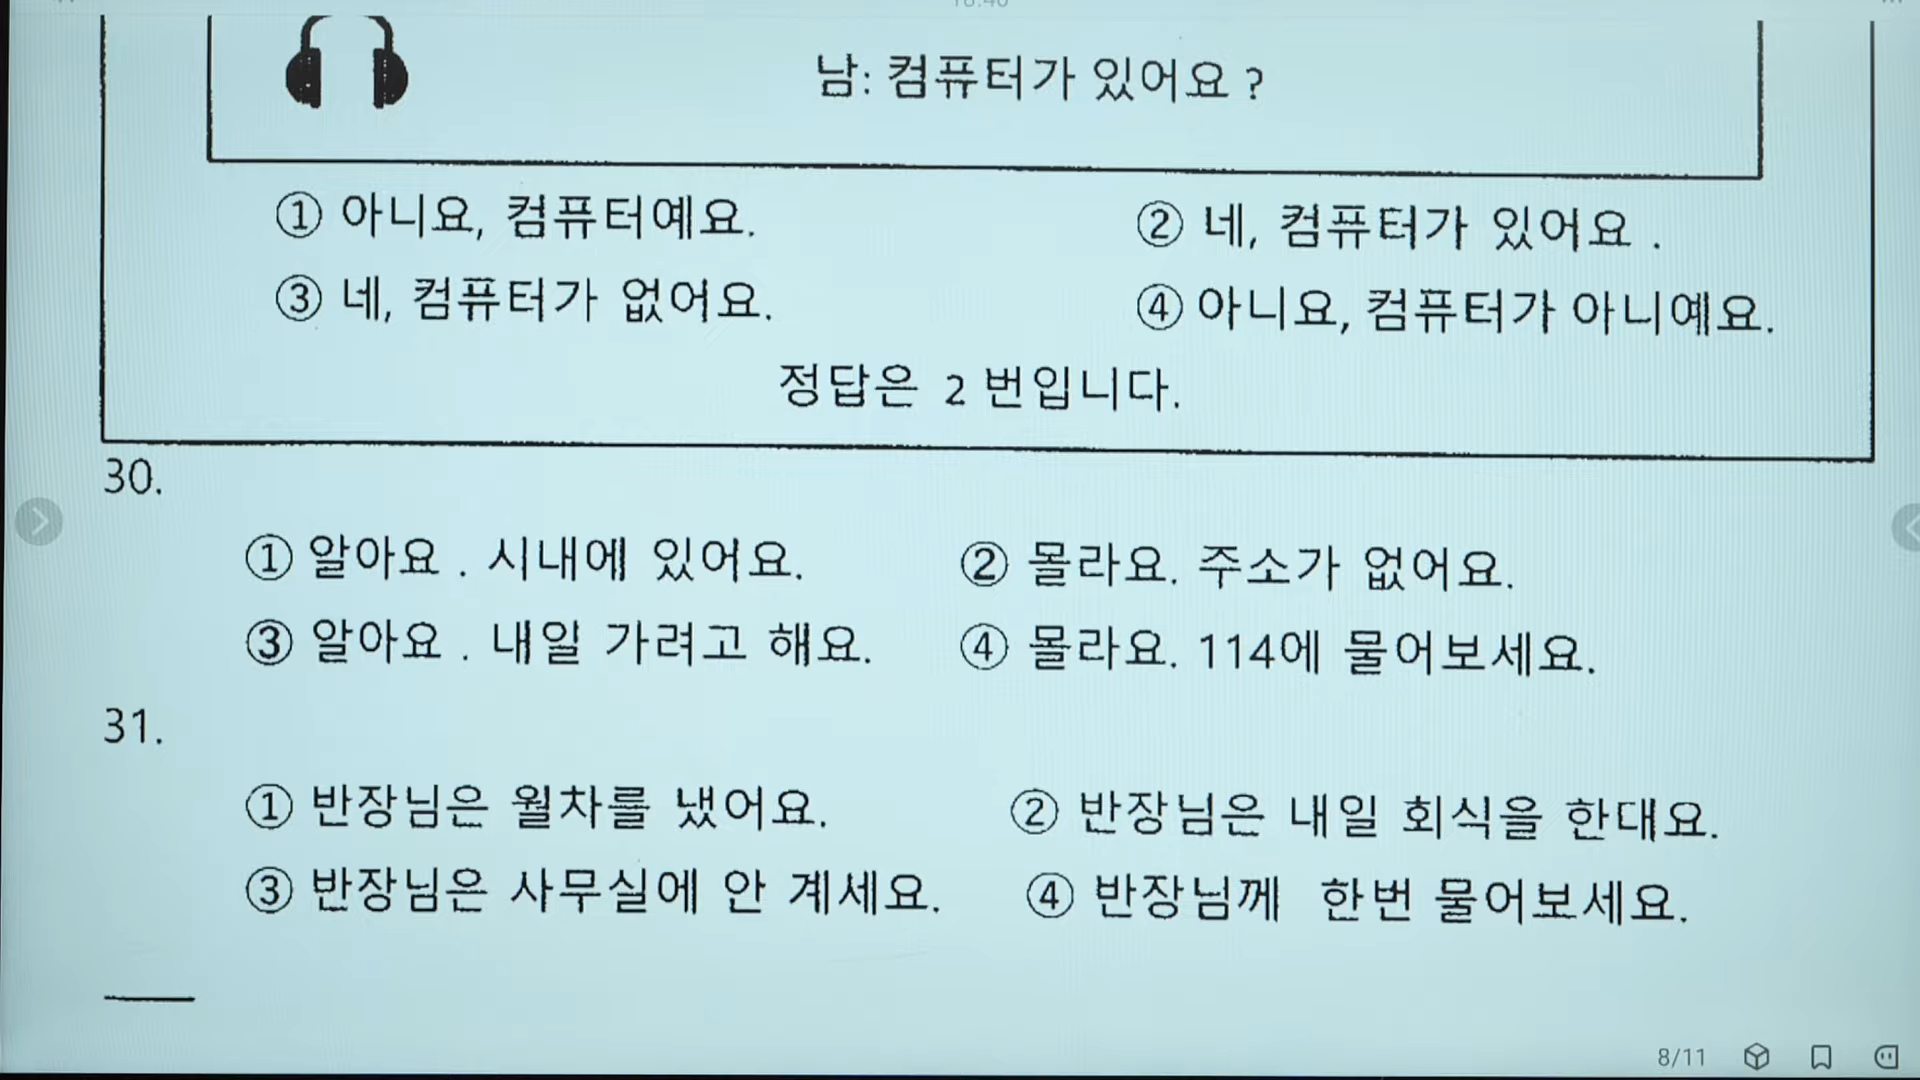 남: 컴퓨터가 있어요 ?
① 아니요, 컴퓨터예요. ② 네, 컴퓨터가 있어요 .
③ 네, 컴퓨터가 없어요. ④ 아니요, 컴퓨터가 아니예요.
정답은 2 번입니다.
30.
① 알아요 . 시내에 있어요. ② 몰라요. 주소가 없어요.
③ 알아요 . 내일 가려고 해요. ④ 몰라요. 114에 물어보세요.
31.
① 반장님은 월차를 냈어요. ② 반장님은 내일 회식을 한대요.
③ 반장님은 사무실에 안 계세요. ④ 반장님께 한번 물어보세요.
8/11